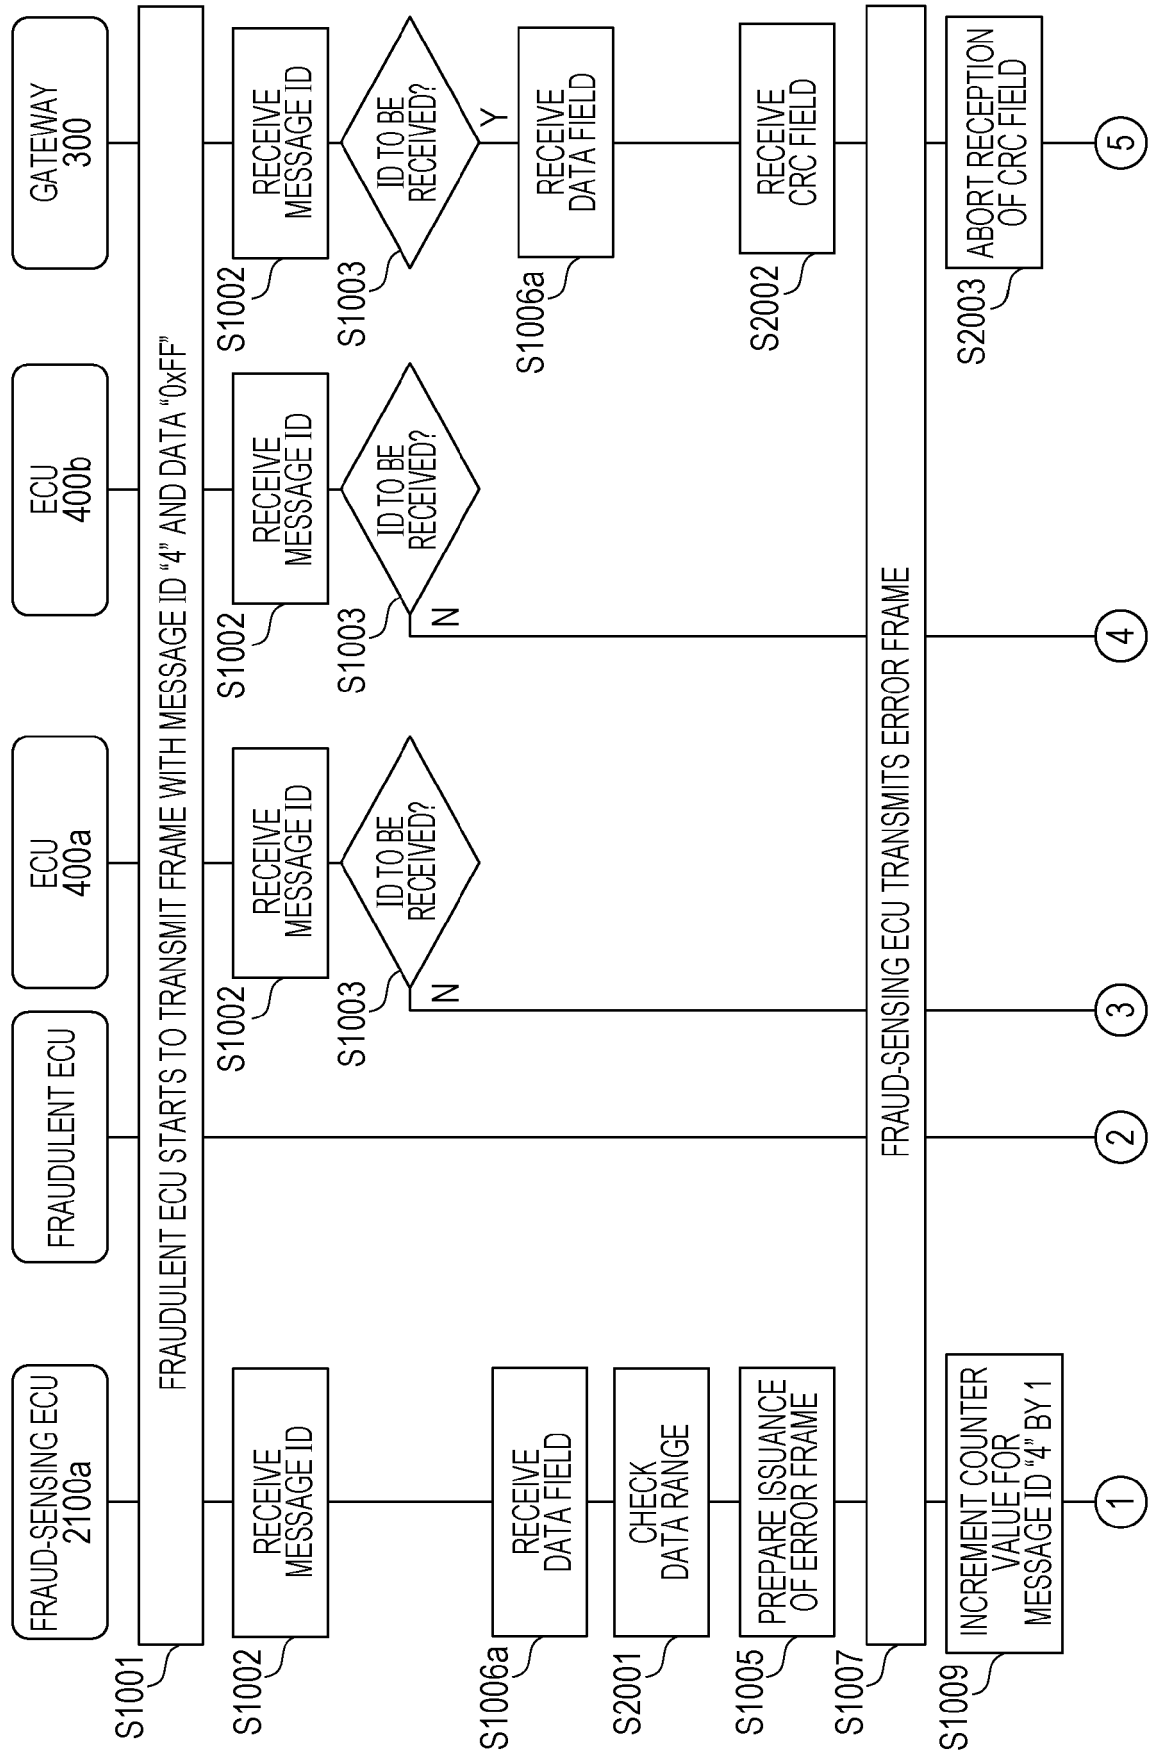 FRAUD-SENSING ECU
2100a
FRAUDULENT ECU
ECU
400a
ECU
400b
GATEWAY
300
S1001
FRAUDULENT ECU STARTS TO TRANSMIT FRAME WITH MESSAGE ID “4” AND DATA “0xFF”
S1002
RECEIVE
MESSAGE ID
S1002
RECEIVE
MESSAGE ID
S1002
RECEIVE
MESSAGE ID
S1002
RECEIVE
MESSAGE ID
S1003
ID TO BE
RECEIVED?
N
S1003
ID TO BE
RECEIVED?
N
S1003
ID TO BE
RECEIVED?
Y
S1006a
RECEIVE
DATA FIELD
S1006a
RECEIVE
DATA FIELD
S2001
CHECK
DATA RANGE
S1005
PREPARE ISSUANCE
OF ERROR FRAME
S2002
RECEIVE
CRC FIELD
S1007
FRAUD-SENSING ECU TRANSMITS ERROR FRAME
S1009
INCREMENT COUNTER
VALUE FOR
MESSAGE ID “4” BY 1
S2003
ABORT RECEPTION
OF CRC FIELD
1
2
3
4
5